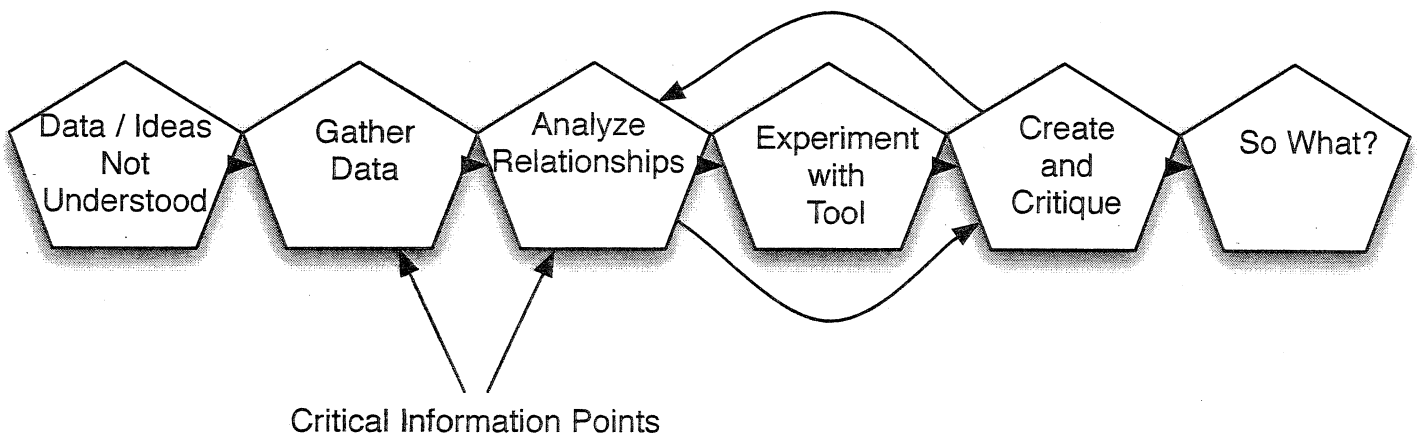 Data / Ideas
Not
Understood
Gather
Data
Analyze
Relationships
Experiment
with
Tool
Create
and
Critique
So What?
Critical Information Points